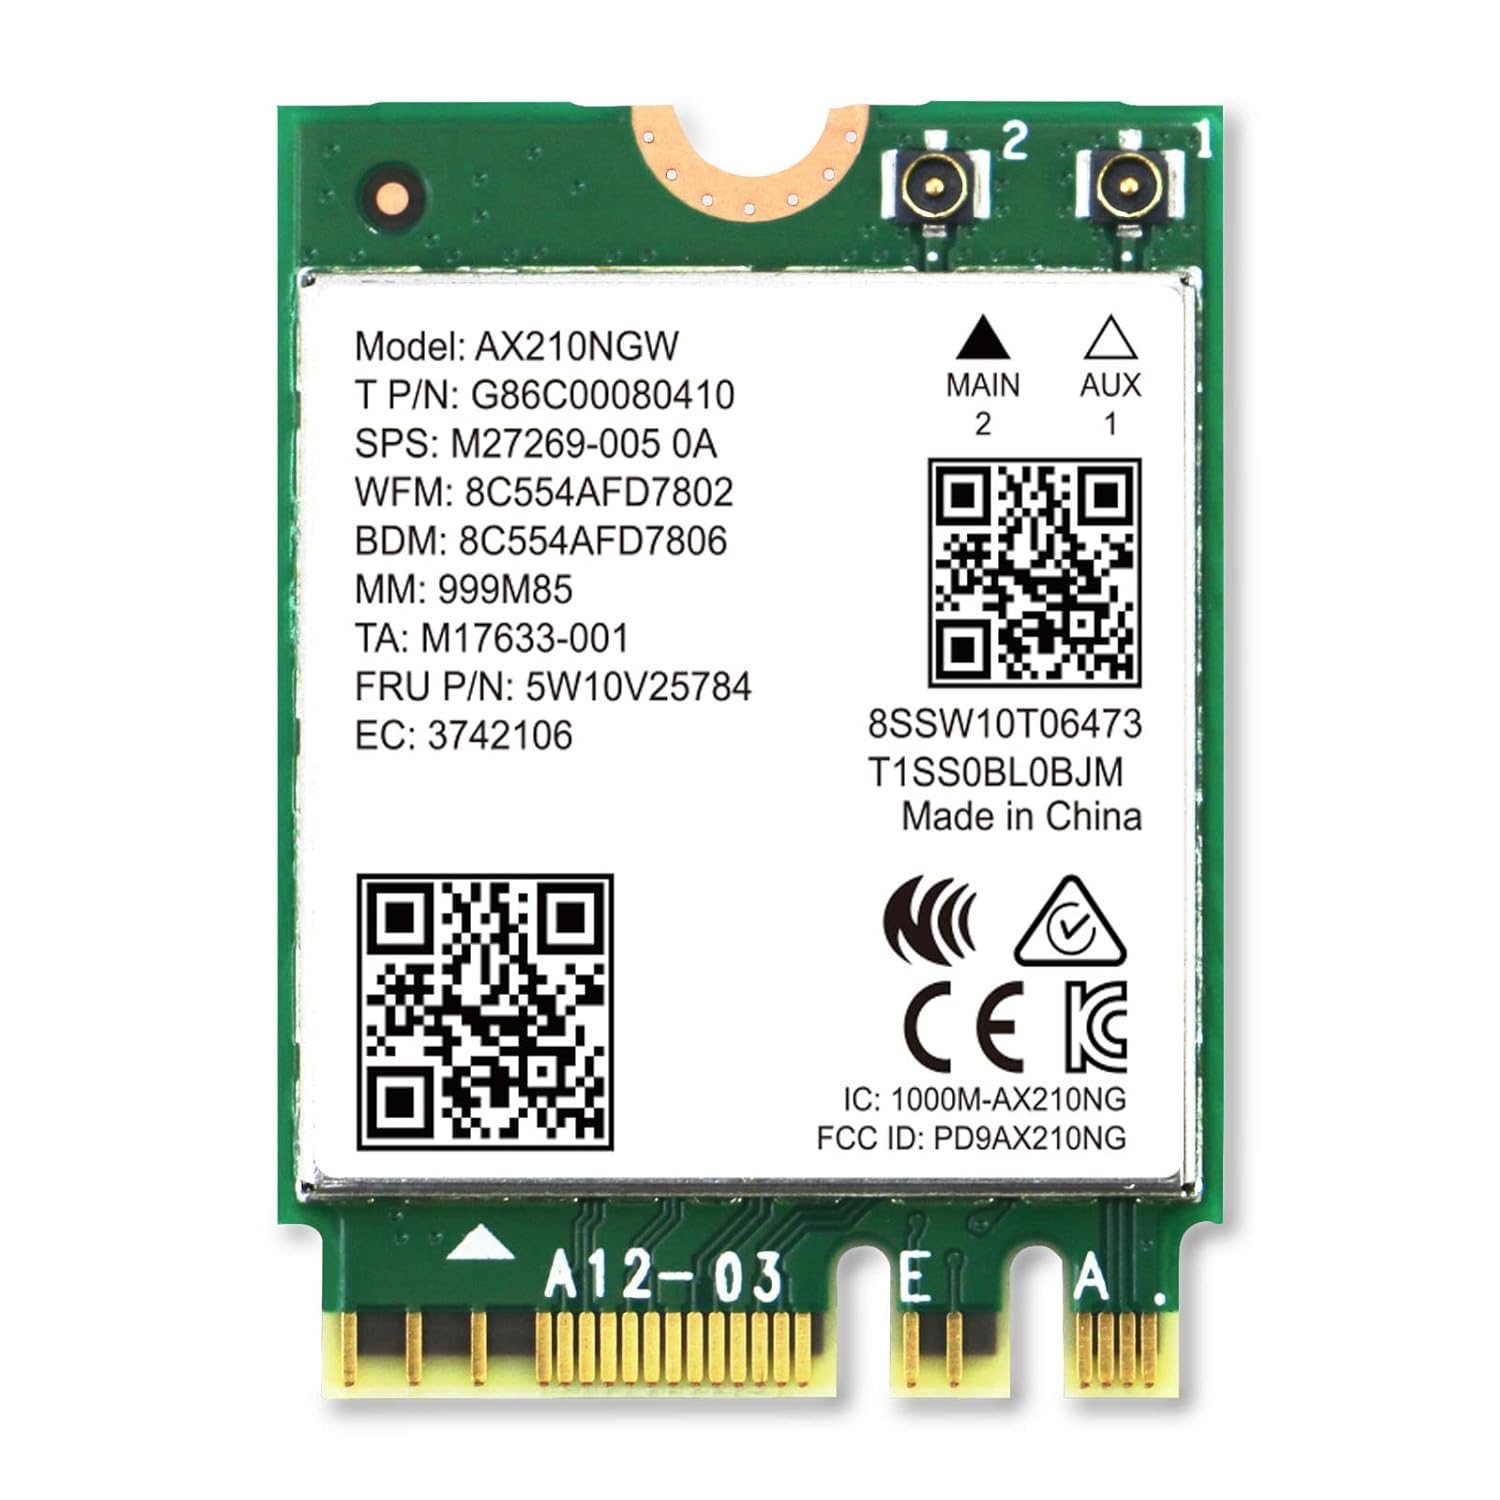 2 1
Model: AX210NGW
T P/N: G86C00080410
SPS: M27269-005 0A
WFM: 8C554AFD7802
BDM: 8C554AFD7806
MM: 999M85
TA: M17633-001
FRU P/N: 5W10V25784
EC: 3742106
MAIN AUX
2 1
8SSW10T06473
T1SS0BL0BJM
Made in China
CE
IC: 1000M-AX210NG
FCC ID: PD9AX210NG
A12-03 E A.